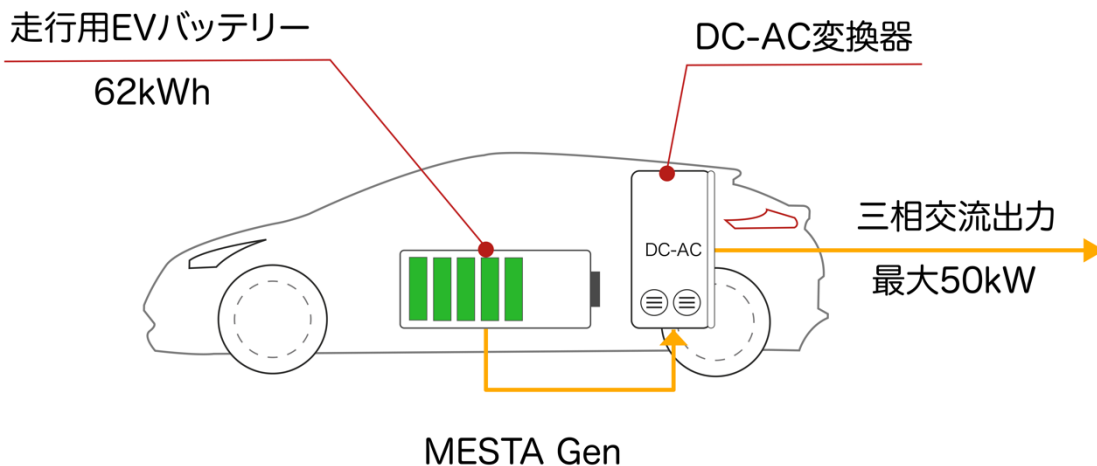 走行用EVバッテリー
62kWh
DC-AC変換器
三相交流出力
最大50kW
DC-AC
MESTA Gen